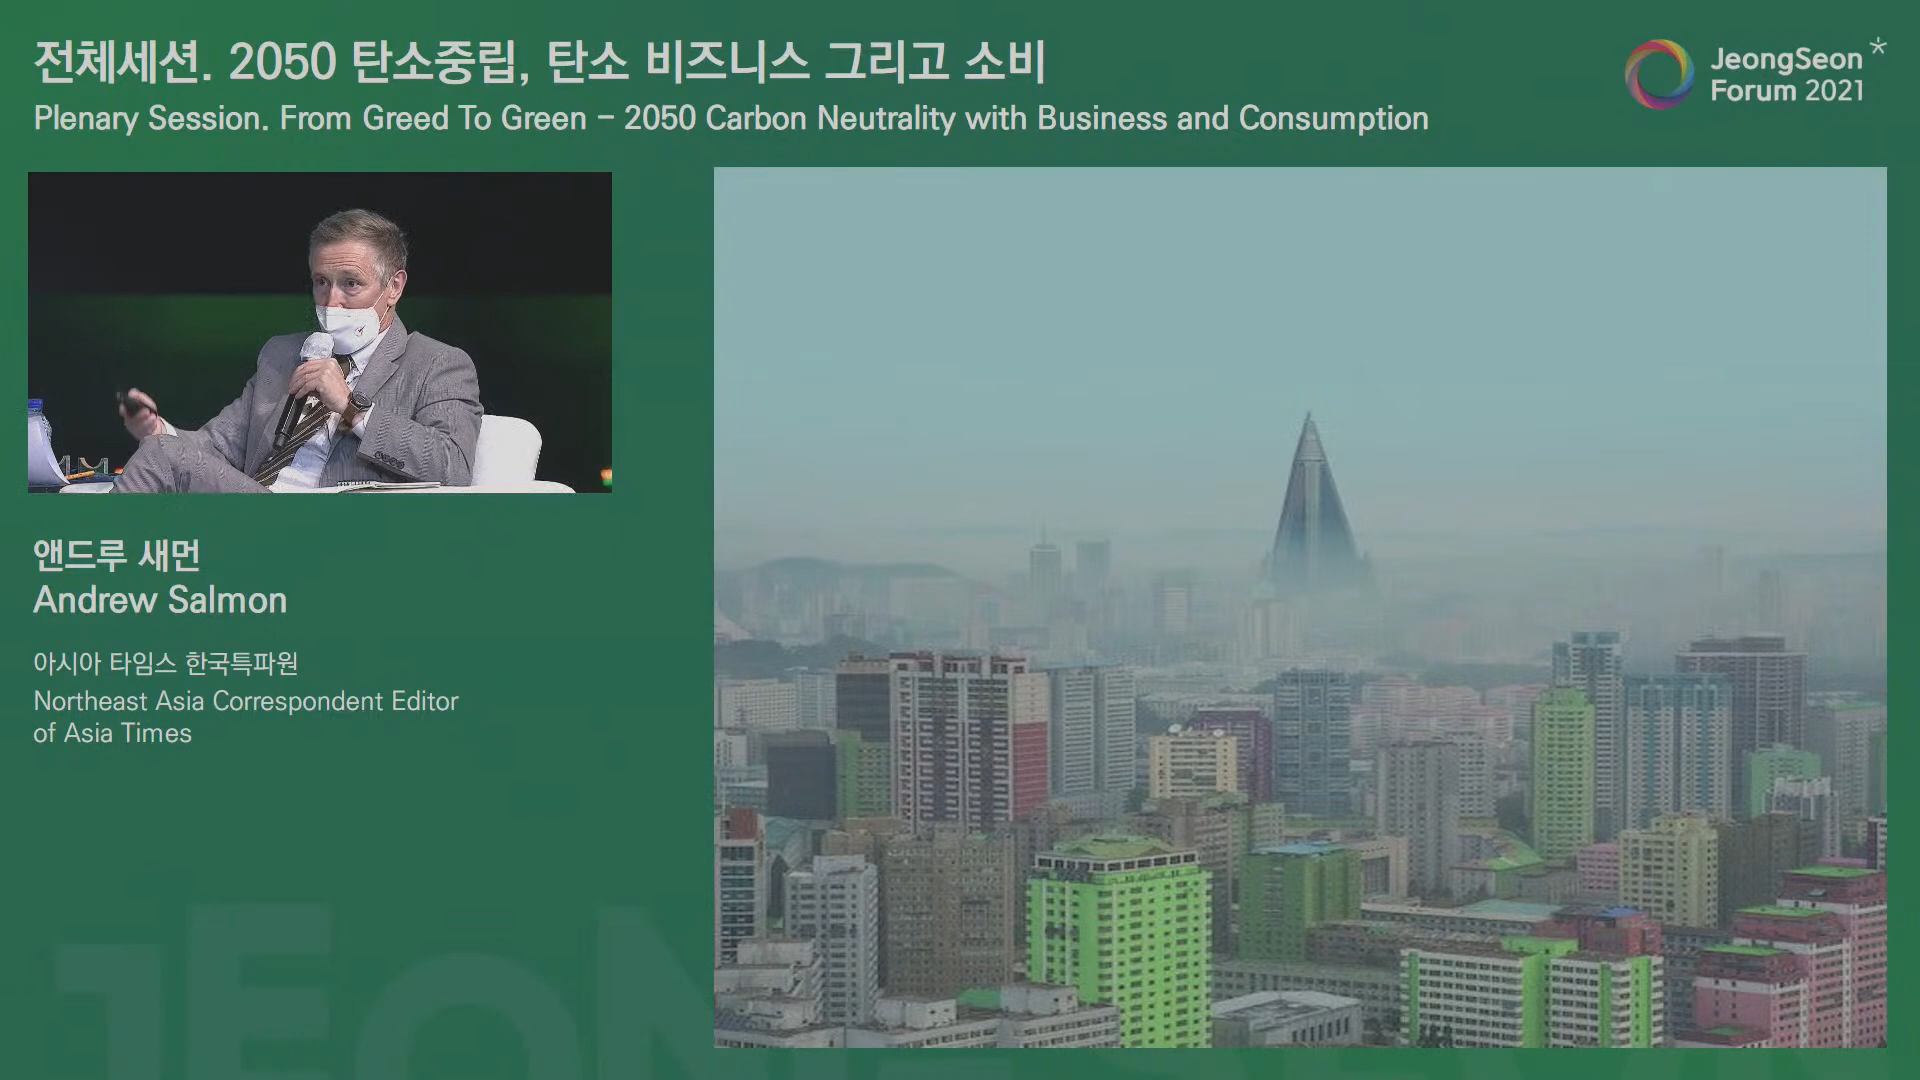 전체세션. 2050 탄소중립, 탄소 비즈니스 그리고 소비
Plenary Session. From Greed To Green – 2050 Carbon Neutrality with Business and Consumption
JeongSeon*
Forum 2021
앤드루 새먼
Andrew Salmon
아시아 타임스 한국특파원
Northeast Asia Correspondent Editor
of Asia Times